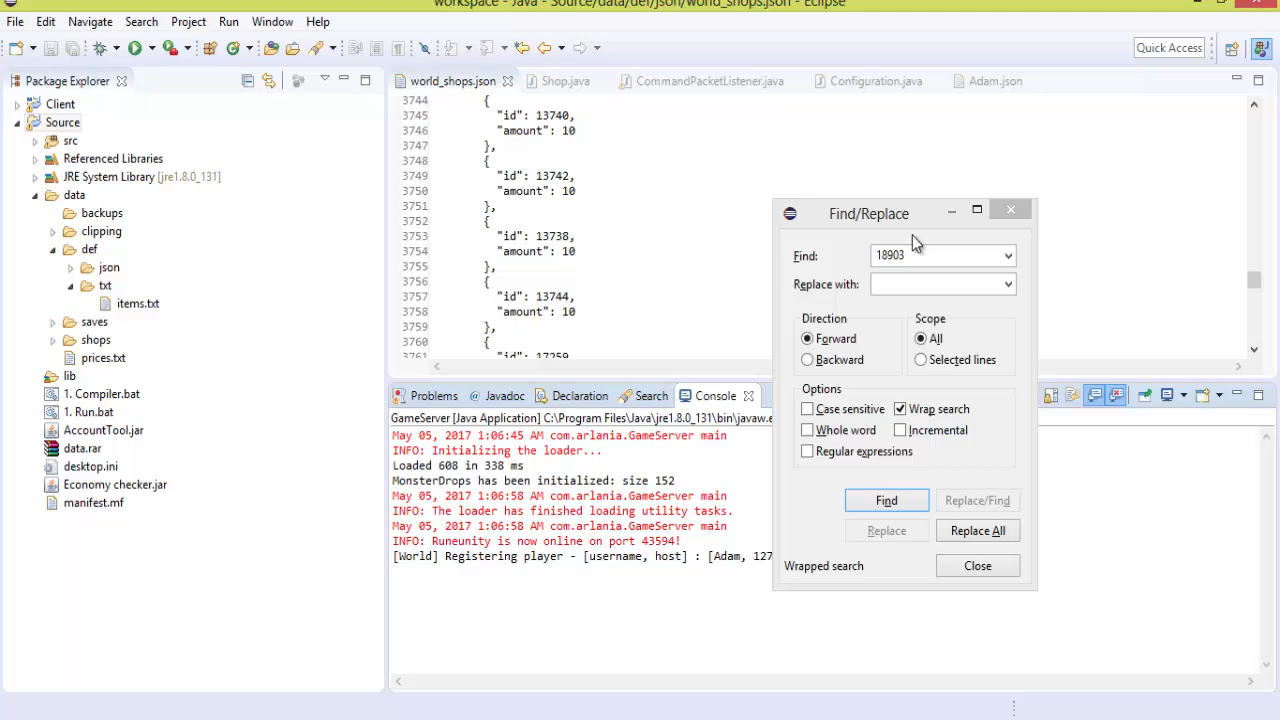 workspace - Java - Source/data/def/json/world_shops.json - Eclipse
File Edit Navigate Search Project Run Window Help
Quick Access
Package Explorer
Client
Source
src
Referenced Libraries
JRE System Library [jre1.8.0_131]
data
backups
clipping
def
json
txt
items.txt
saves
shops
prices.txt
lib
1. Compiler.bat
1. Run.bat
AccountTool.jar
data.rar
desktop.ini
Economy checker.jar
manifest.mf
world_shops.json Shop.java CommandPacketListener.java Configuration.java Adam.json
3744 {
3745 "id": 13740,
3746 "amount": 10
3747 },
3748 {
3749 "id": 13742,
3750 "amount": 10
3751 },
3752 {
3753 "id": 13738,
3754 "amount": 10
3755 },
3756 {
3757 "id": 13744,
3758 "amount": 10
3759 },
3760 {
3761 "id": 17259
Find/Replace
Find: 18903
Replace with:
Direction
Forward
Backward
Scope
All
Selected lines
Options
Case sensitive Wrap search
Whole word Incremental
Regular expressions
Find Replace/Find
Replace Replace All
Wrapped search Close
Problems Javadoc Declaration Search Console
GameServer [Java Application] C:\Program Files\Java\jre1.8.0_131\bin\javaw.e
May 05, 2017 1:06:45 AM com.arlania.GameServer main
INFO: Initializing the loader...
Loaded 608 in 338 ms
MonsterDrops has been initialized: size 152
May 05, 2017 1:06:58 AM com.arlania.GameServer main
INFO: The loader has finished loading utility tasks.
May 05, 2017 1:06:58 AM com.arlania.GameServer main
INFO: Runeunity is now online on port 43594!
[World] Registering player - [username, host] : [Adam, 127